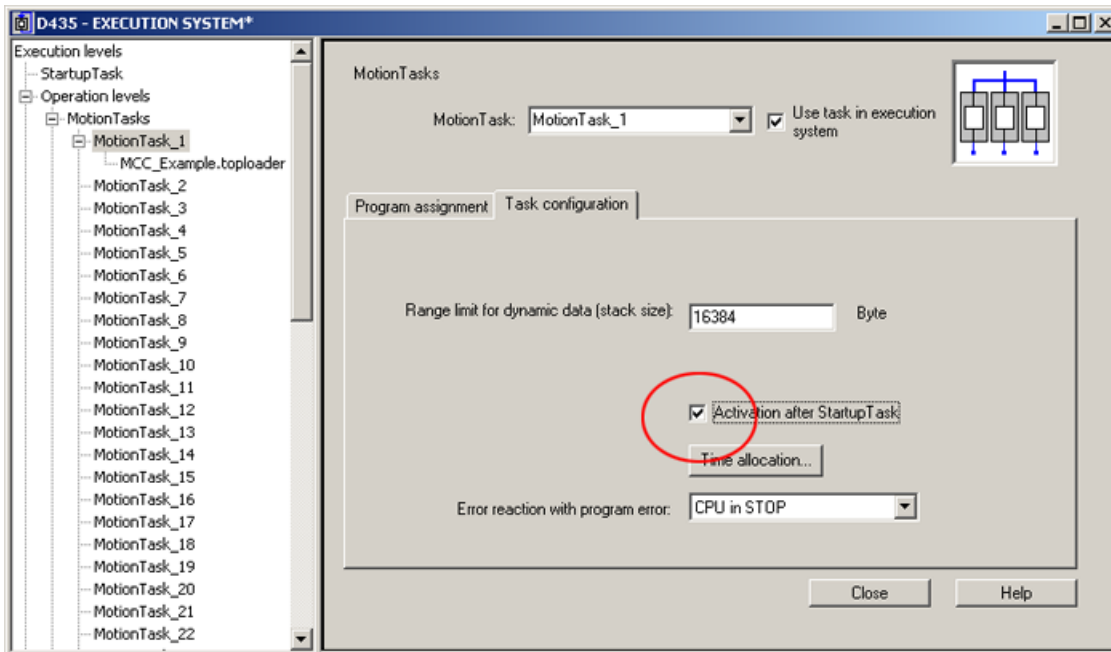 D435 - EXECUTION SYSTEM*
Execution levels
StartupTask
Operation levels
MotionTasks
MotionTask_1
MCC_Example.toploader
MotionTask_2
MotionTask_3
MotionTask_4
MotionTask_5
MotionTask_6
MotionTask_7
MotionTask_8
MotionTask_9
MotionTask_10
MotionTask_11
MotionTask_12
MotionTask_13
MotionTask_14
MotionTask_15
MotionTask_16
MotionTask_17
MotionTask_18
MotionTask_19
MotionTask_20
MotionTask_21
MotionTask_22
MotionTasks
MotionTask: MotionTask_1 Use task in execution
system
Program assignment Task configuration
Range limit for dynamic data (stack size): 16384 Byte
Activation after StartupTask
Time allocation...
Error reaction with program error: CPU in STOP
Close Help